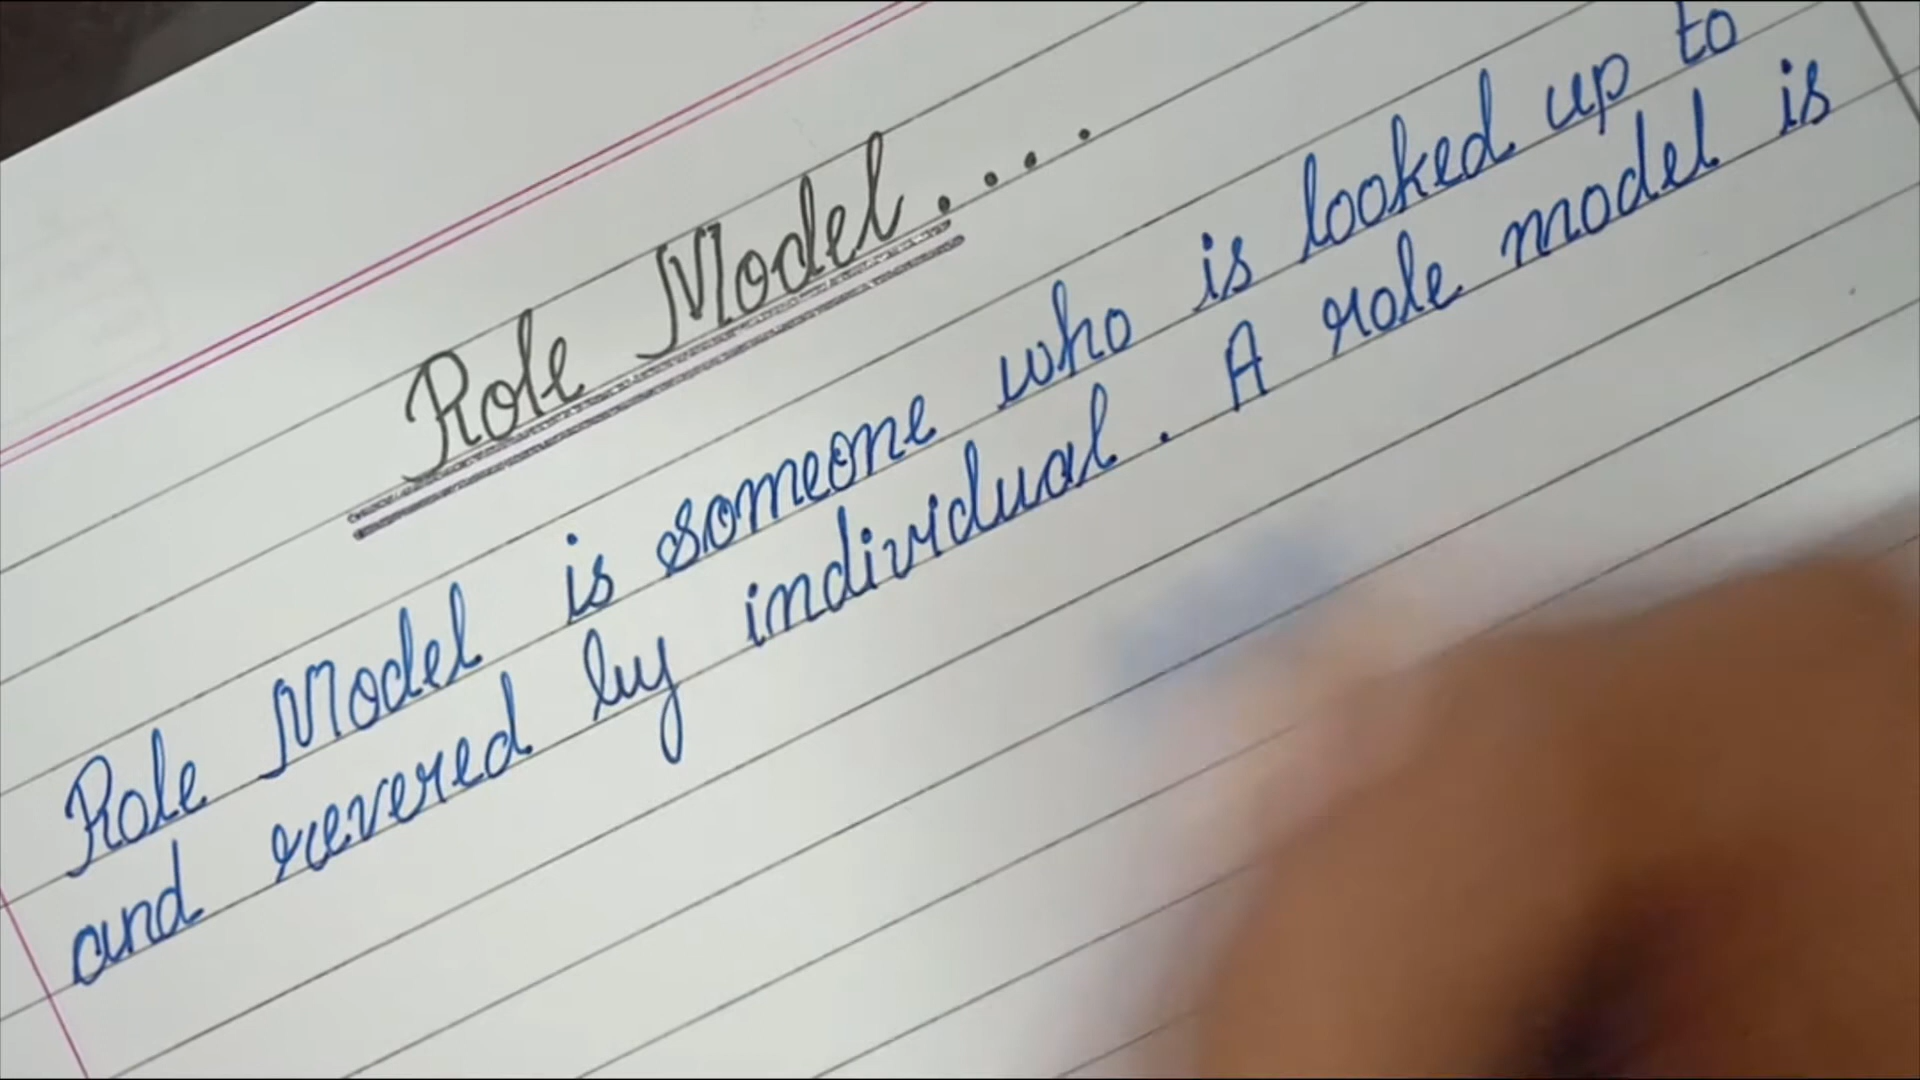 Role Model....
Role Model is someone who is looked up to
and revered by individual. A role model is